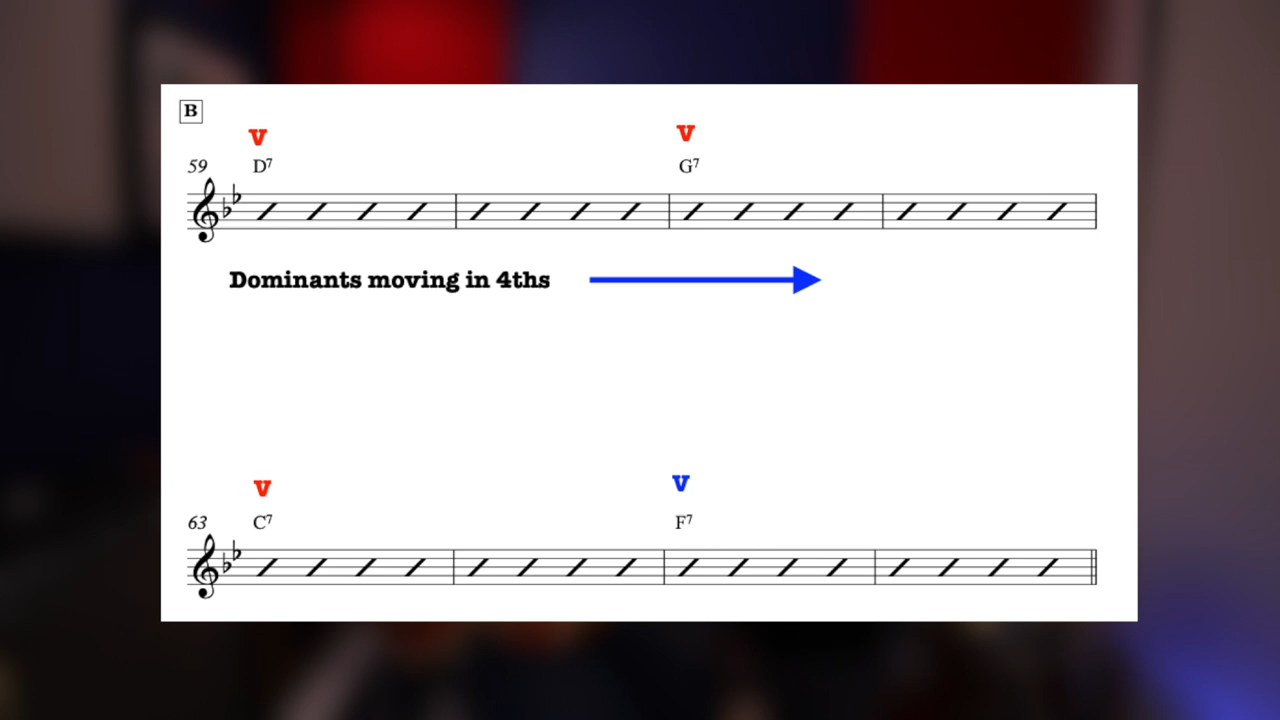 B
V V
59 D7 G7
Dominants moving in 4ths
V V
63 C7 F7